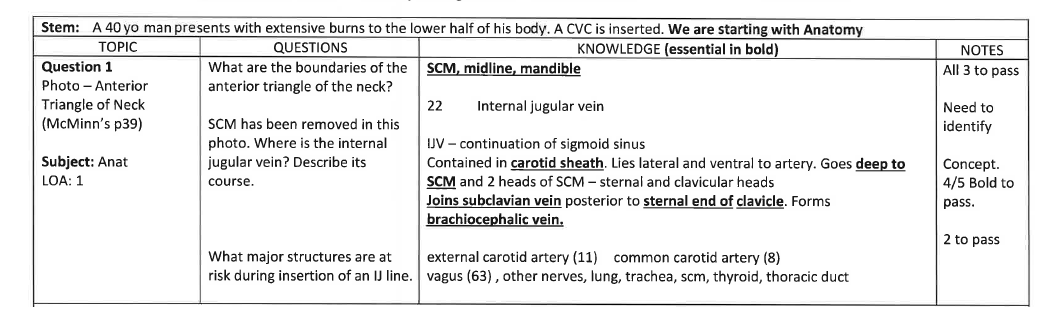 Stem: A 40 yo man presents with extensive burns to the lower half of his body. A CVC is inserted. We are starting with Anatomy
TOPIC
QUESTIONS
KNOWLEDGE (essential in bold)
NOTES
Question 1
Photo – Anterior
Triangle of Neck
(McMinn's p39)
Subject: Anat
LOA: 1
What are the boundaries of the
anterior triangle of the neck?
SCM has been removed in this
photo. Where is the internal
jugular vein? Describe its
course.
What major structures are at
risk during insertion of an IJ line.
SCM, midline, mandible
22 Internal jugular vein
IJV – continuation of sigmoid sinus
Contained in carotid sheath. Lies lateral and ventral to artery. Goes deep to
SCM and 2 heads of SCM – sternal and clavicular heads
Joins subclavian vein posterior to sternal end of clavicle. Forms
brachiocephalic vein.
external carotid artery (11) common carotid artery (8)
vagus (63) , other nerves, lung, trachea, scm, thyroid, thoracic duct
All 3 to pass
Need to
identify
Concept.
4/5 Bold to
pass.
2 to pass